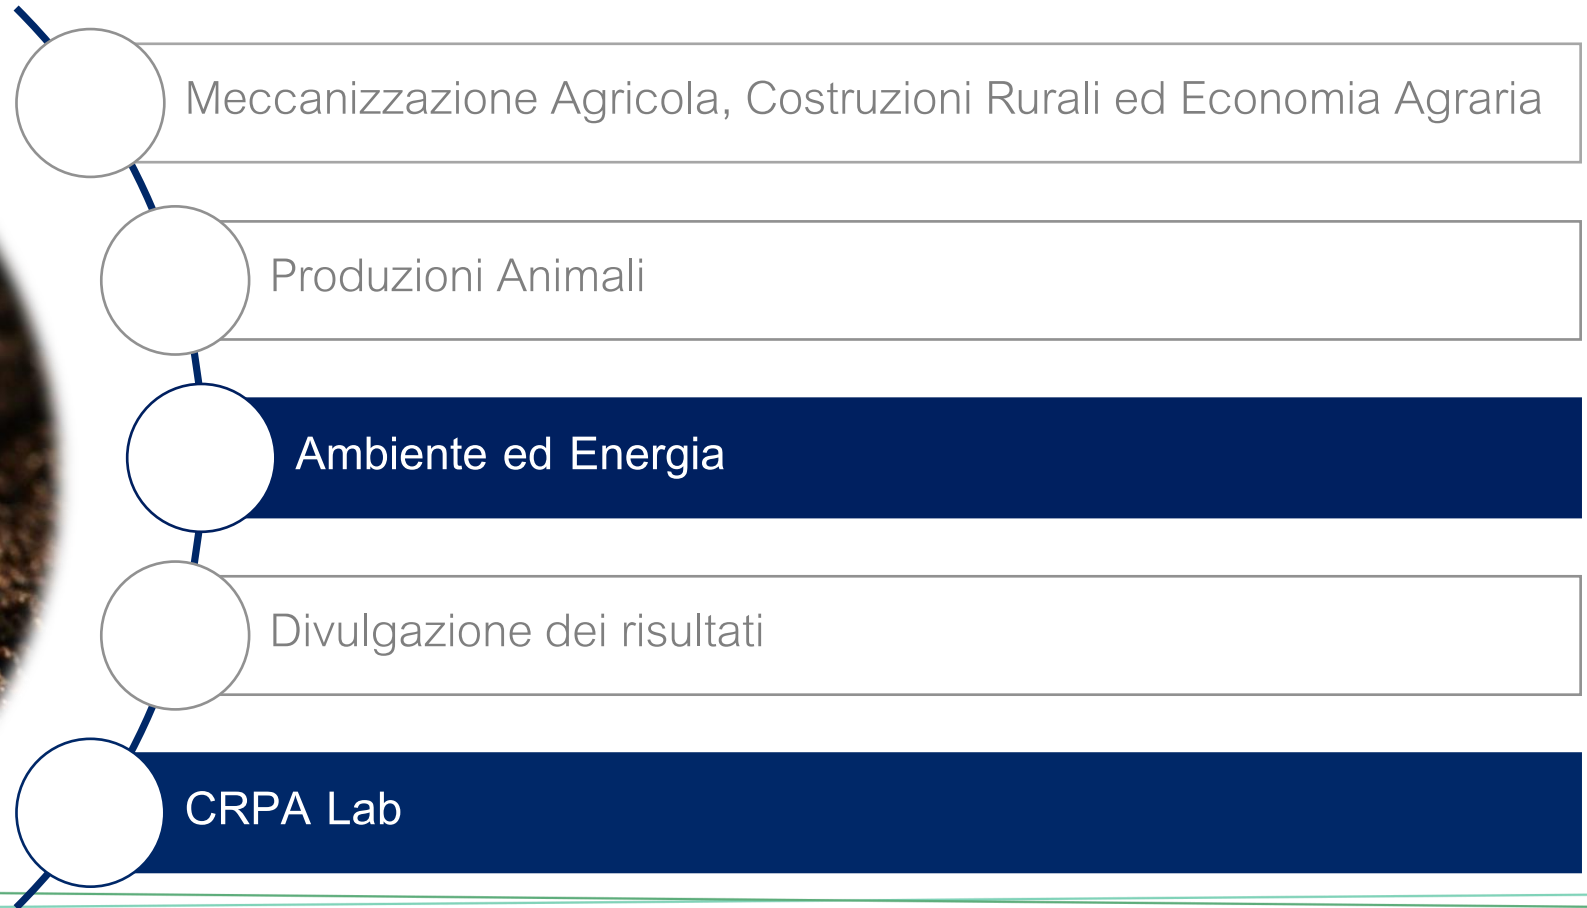 Meccanizzazione Agricola, Costruzioni Rurali ed Economia Agraria
Produzioni Animali
Ambiente ed Energia
Divulgazione dei risultati
CRPA Lab